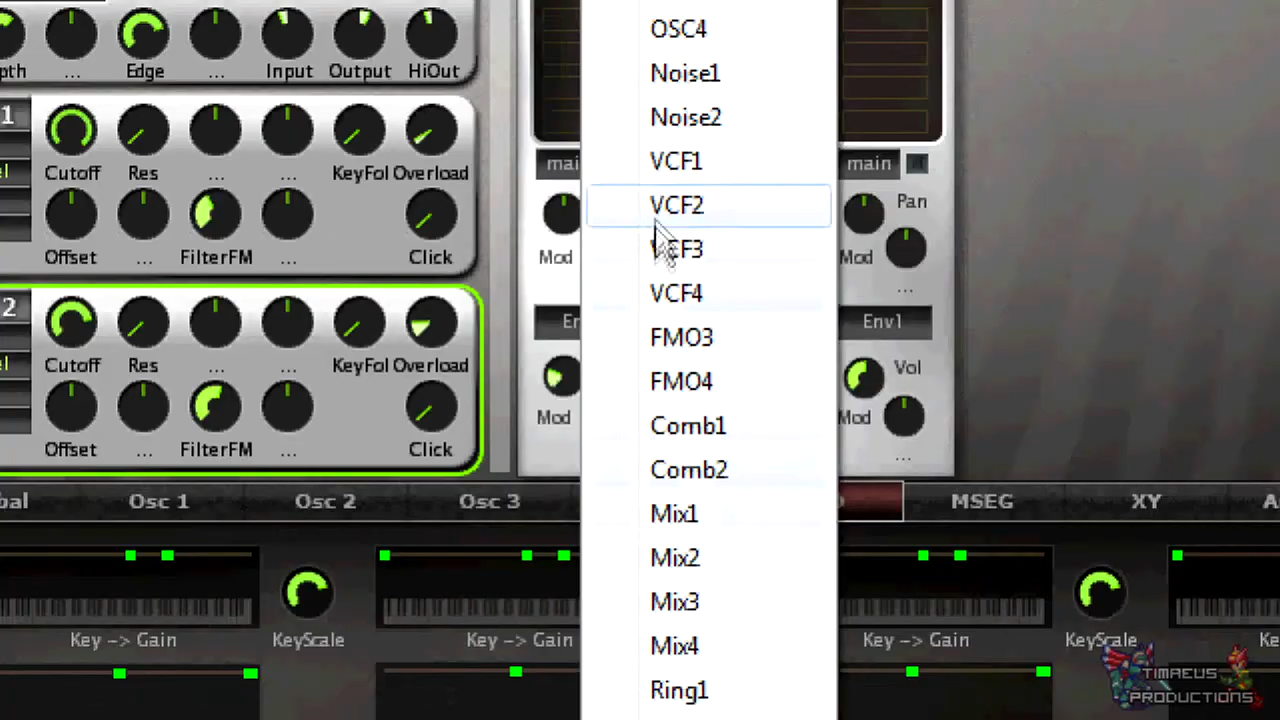 pth ... Edge ... Input Output HiOut
1
Cutoff Res ... ... KeyFol Overload
Offset ... FilterFM ... Click
2
Cutoff Res ... ... KeyFol Overload
Offset ... FilterFM ... Click
OSC4
Noise1
Noise2
VCF1
VCF2
VCF3
VCF4
FMO3
FMO4
Comb1
Comb2
Mix1
Mix2
Mix3
Mix4
Ring1
mai
Mod
En
Mod
main
Pan
Mod
...
Env1
Vol
Mod
...
bal Osc 1 Osc 2 Osc 3 MSEG XY A
Key -> Gain KeyScale Key -> Gain Key -> Gain KeyScale Ke
TIMAEUS
PRODUCTIONS